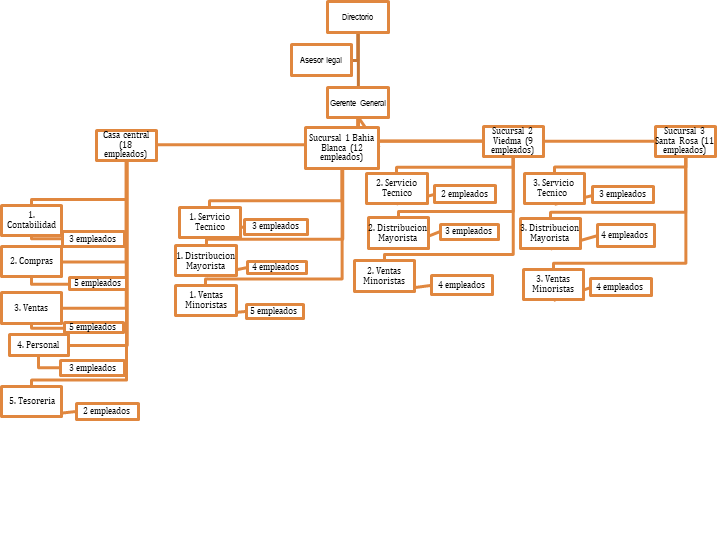 Directorio
Asesor legal
Gerente General
Casa central
(18
empleados)
Sucursal 1 Bahia
Blanca (12
empleados)
Sucursal 2
Viedma (9
empleados)
Sucursal 3
Santa Rosa (11
empleados)
1.
Contabilidad
3 empleados
2. Compras
5 empleados
3. Ventas
5 empleados
4. Personal
3 empleados
5. Tesoreria
2 empleados
1. Servicio
Tecnico
3 empleados
1. Distribucion
Mayorista
4 empleados
1. Ventas
Minoristas
5 empleados
2. Servicio
Tecnico
2 empleados
2. Distribucion
Mayorista
3 empleados
2. Ventas
Minoristas
4 empleados
3. Servicio
Tecnico
3 empleados
3. Distribucion
Mayorista
4 empleados
3. Ventas
Minoristas
4 empleados